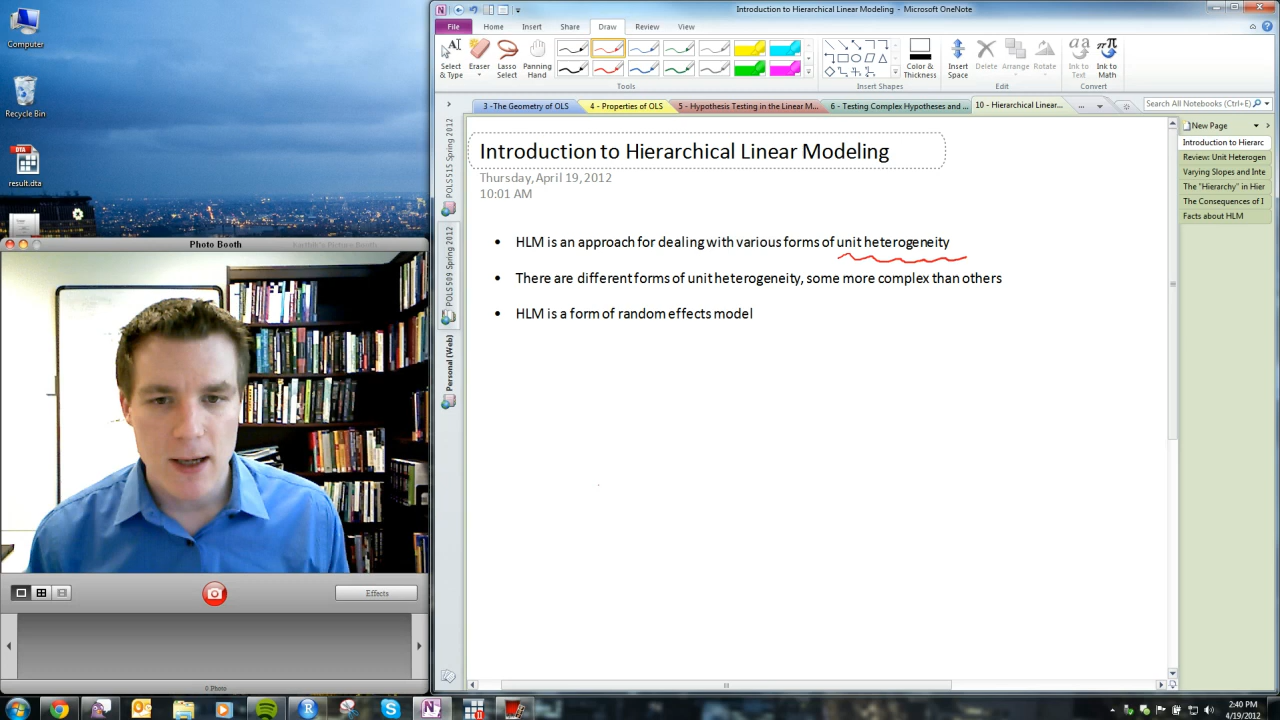 Computer
Recycle Bin
result.dta
Photo Booth
Effects
0 Photo
Introduction to Hierarchical Linear Modeling - Microsoft OneNote
File Home Insert Share Draw Review View
Select & Type
Eraser
Lasso Select
Panning Hand
Color & Thickness
Insert Space
Delete
Arrange
Rotate
Ink to Text
Ink to Math
Tools
Insert Shapes
Edit
Convert
3 -The Geometry of OLS
4 - Properties of OLS
5 - Hypothesis Testing in the Linear M...
6 - Testing Complex Hypotheses and ...
10 - Hierarchical Linear...
Search All Notebooks (Ctrl+E)
POLS 515 Spring 2012
POLS 509 Spring 2012
Personal (Web)
Introduction to Hierarchical Linear Modeling
Thursday, April 19, 2012
10:01 AM
• HLM is an approach for dealing with various forms of unit heterogeneity
• There are different forms of unit heterogeneity, some more complex than others
• HLM is a form of random effects model
New Page
Introduction to Hierarc
Review: Unit Heterogen
Varying Slopes and Inte
The "Hierarchy" in Hier
The Consequences of I
Facts about HLM
2:40 PM
4/19/2012